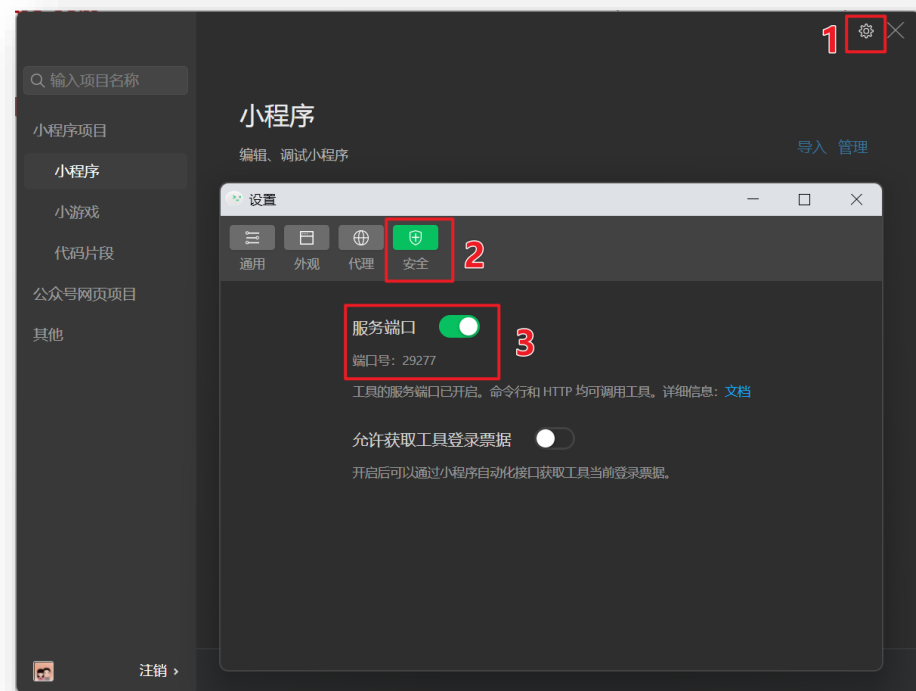 1
输入项目名称
小程序项目
小程序
小游戏
代码片段
公众号网页项目
其他
小程序
编辑、调试小程序
导入 管理
设置
通用 外观 代理 安全
2
服务端口
端口号：29277
3
工具的服务端口已开启。命令行和 HTTP 均可调用工具。详细信息：文档
允许获取工具登录票据
开启后可以通过小程序自动化接口获取工具当前登录票据。
注销 ›